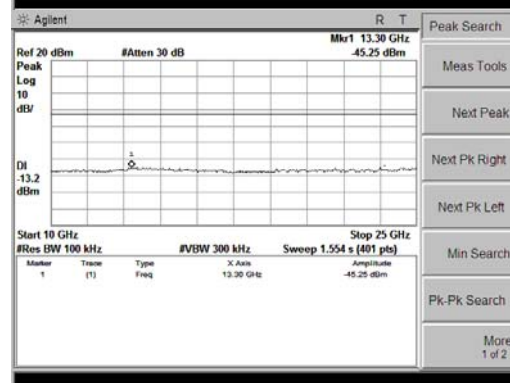 Agilent R T
Mkr1 13.30 GHz
Ref 20 dBm #Atten 30 dB -45.25 dBm
Peak
Log
10
dB/
1
DI
-13.2
dBm
Start 10 GHz Stop 25 GHz
#Res BW 100 kHz #VBW 300 kHz Sweep 1.554 s (401 pts)
Marker Trace Type X Axis Amplitude
1 (1) Freq 13.30 GHz -45.25 dBm
Peak Search
Meas Tools
Next Peak
Next Pk Right
Next Pk Left
Min Search
Pk-Pk Search
More
1 of 2